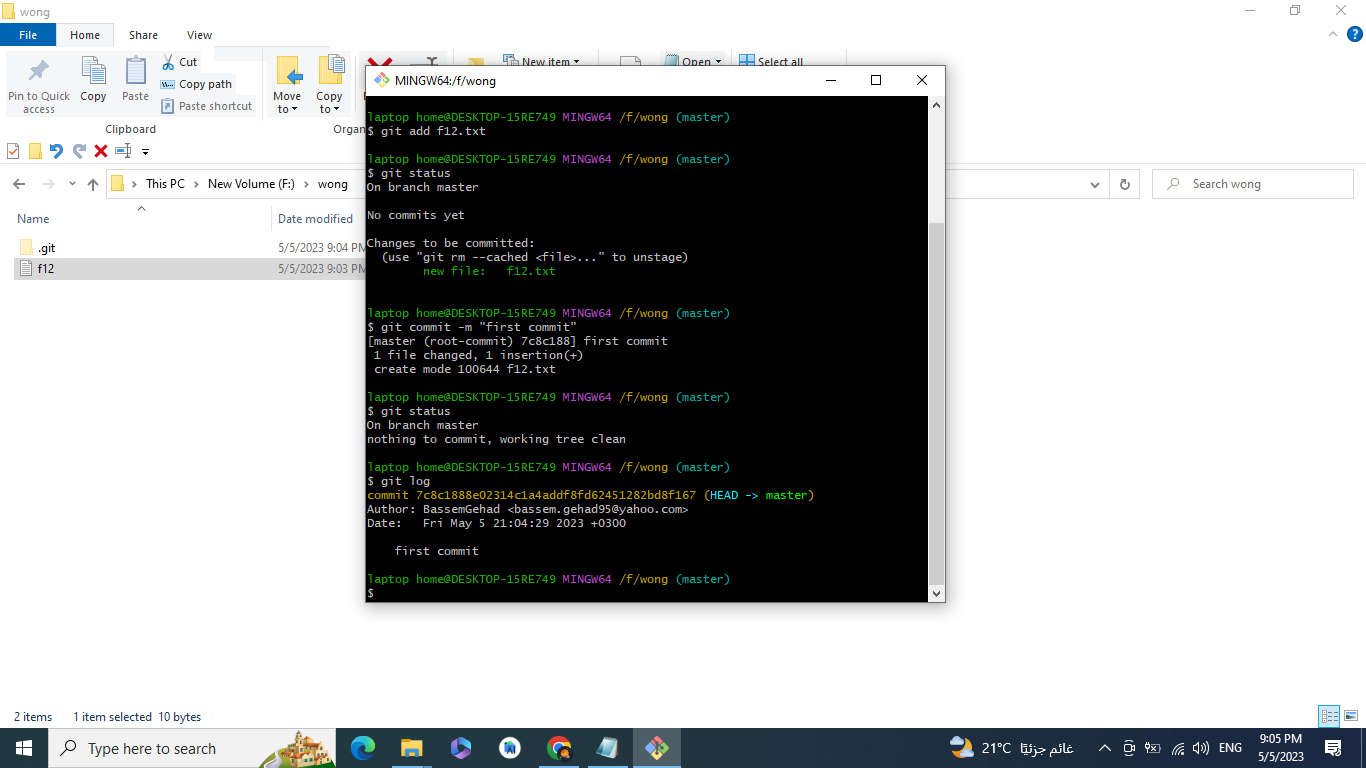 wong
File Home Share View
Pin to Quick access
Copy
Paste
Cut
Copy path
Paste shortcut
Clipboard
Move to
Copy to
New item
Open
Select all
This PC New Volume (F:) wong
Search wong
Name Date modified
.git 5/5/2023 9:04 PM
f12 5/5/2023 9:03 PM
MINGW64:/f/wong
laptop home@DESKTOP-15RE749 MINGW64 /f/wong (master)
$ git add f12.txt
laptop home@DESKTOP-15RE749 MINGW64 /f/wong (master)
$ git status
On branch master
No commits yet
Changes to be committed:
(use "git rm --cached <file>..." to unstage)
new file: f12.txt
laptop home@DESKTOP-15RE749 MINGW64 /f/wong (master)
$ git commit -m "first commit"
[master (root-commit) 7c8c188] first commit
1 file changed, 1 insertion(+)
create mode 100644 f12.txt
laptop home@DESKTOP-15RE749 MINGW64 /f/wong (master)
$ git status
On branch master
nothing to commit, working tree clean
laptop home@DESKTOP-15RE749 MINGW64 /f/wong (master)
$ git log
commit 7c8c1888e02314c1a4addf8fd62451282bd8f167 (HEAD -> master)
Author: BassemGehad <bassem.gehad95@yahoo.com>
Date: Fri May 5 21:04:29 2023 +0300
first commit
laptop home@DESKTOP-15RE749 MINGW64 /f/wong (master)
$
2 items 1 item selected 10 bytes
Type here to search
21°C غائم جزئيًا
ENG
9:05 PM
5/5/2023